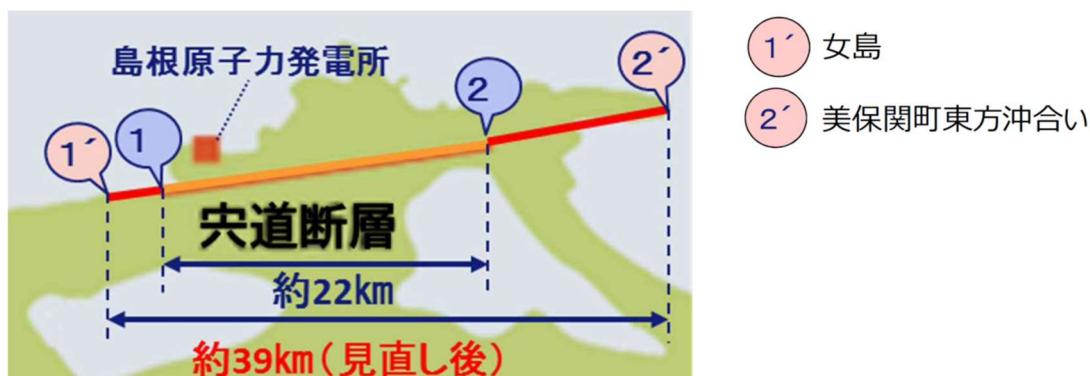 島根原子力発電所
2
2´
1´
1
宍道断層
約22㎞
約39㎞(見直し後)
1´ 女島
2´ 美保関町東方沖合い